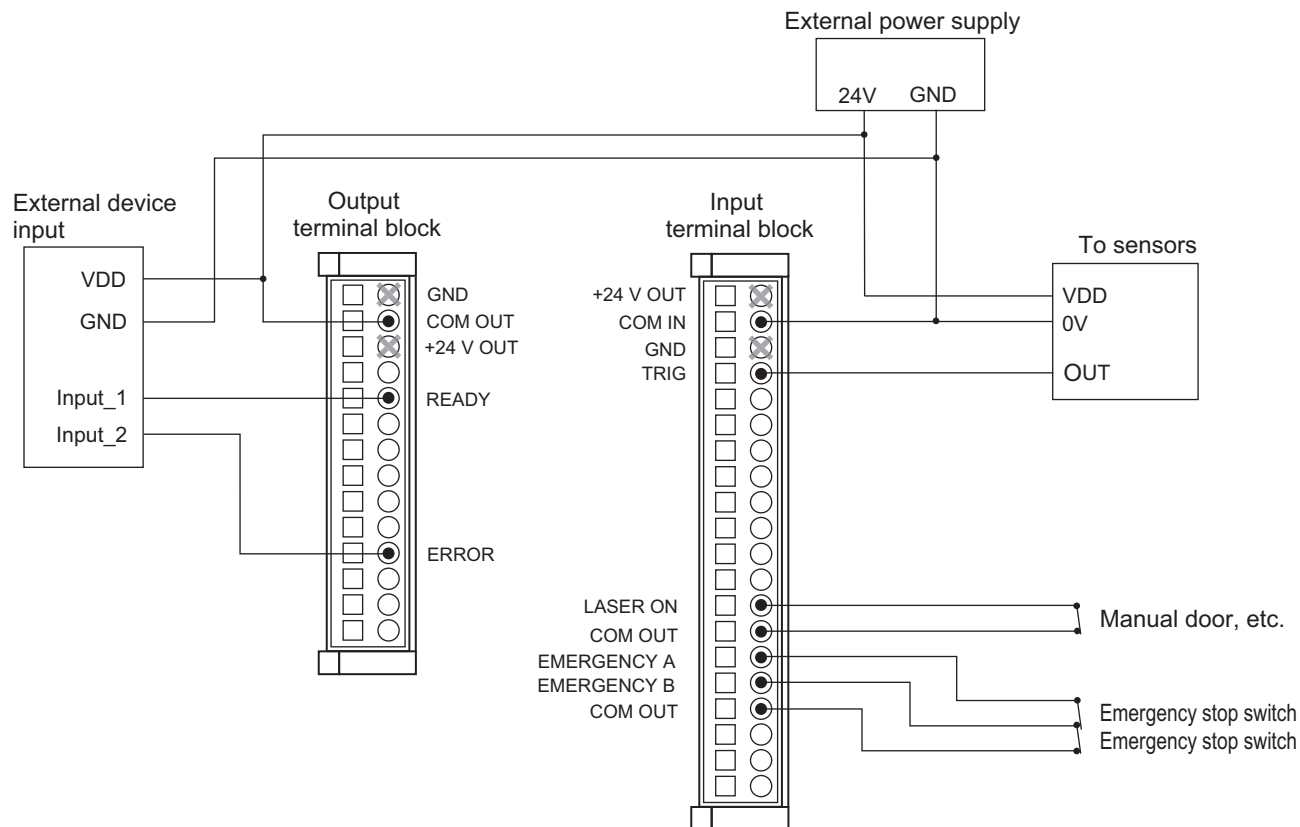 External power supply
24V GND
External device
input
VDD
GND
Input_1
Input_2
Output
terminal block
GND
COM OUT
+24 V OUT
READY
ERROR
Input
terminal block
+24 V OUT
COM IN
GND
TRIG
LASER ON
COM OUT
EMERGENCY A
EMERGENCY B
COM OUT
To sensors
VDD
0V
OUT
Manual door, etc.
Emergency stop switch
Emergency stop switch